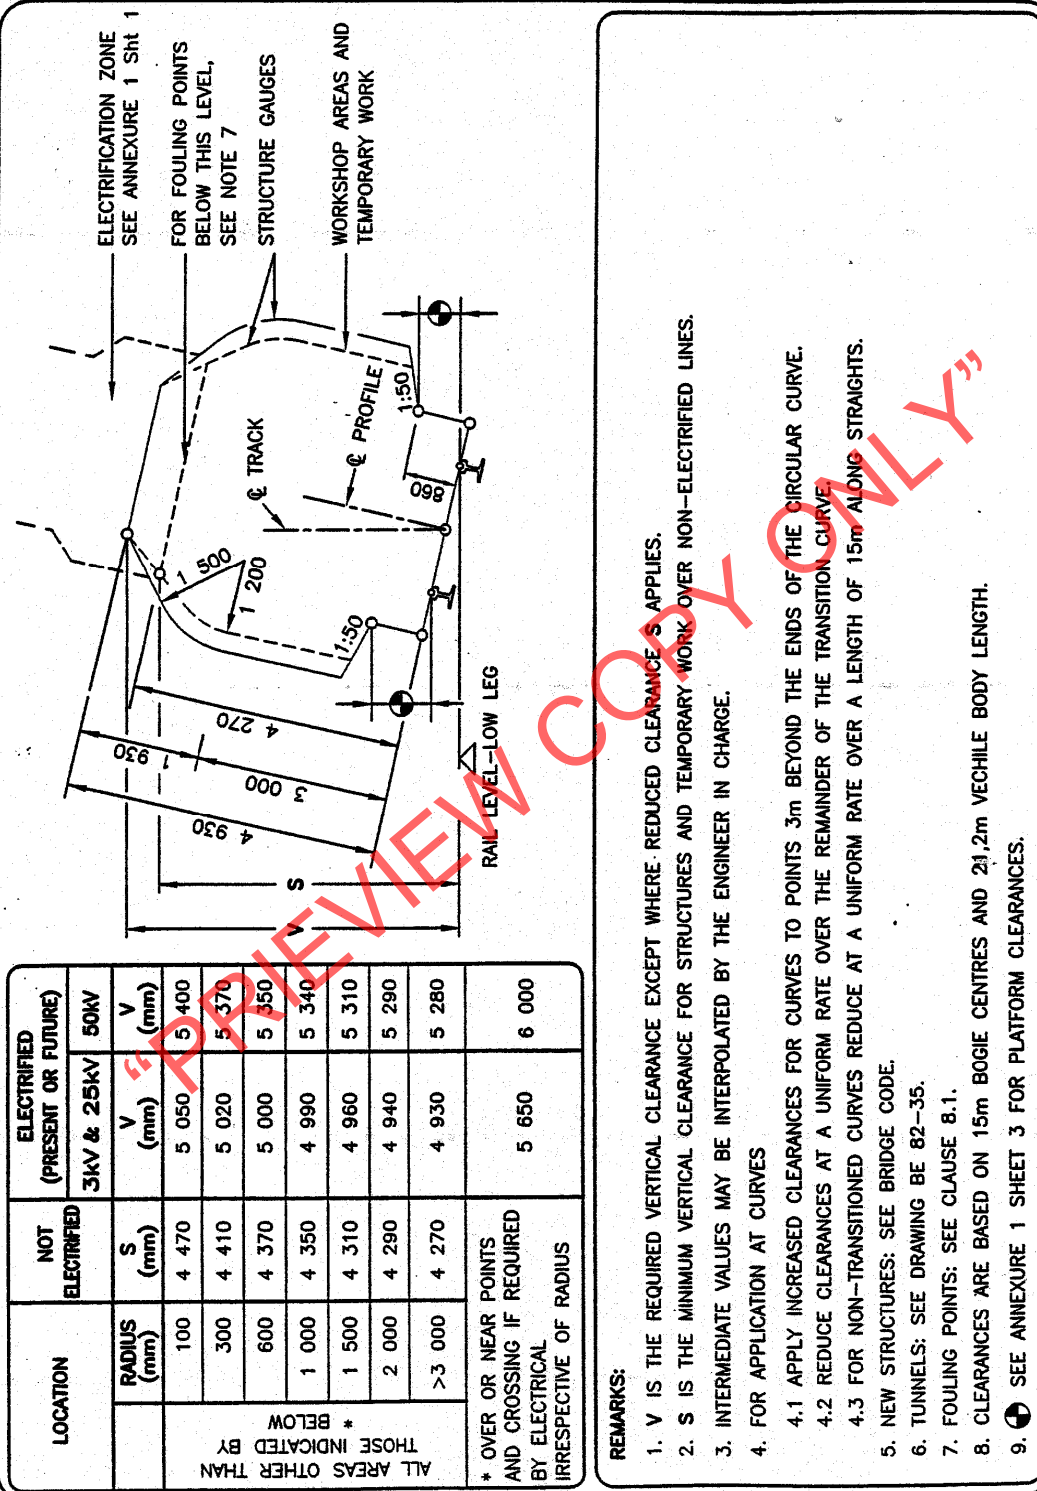 LOCATION
NOT
ELECTRIFIED
ELECTRIFIED
(PRESENT OR FUTURE)
3kV & 25kV
50kV
RADIUS
(mm)
S
(mm)
V
(mm)
V
(mm)
ALL AREAS OTHER THAN
THOSE INDICATED BY
* BELOW
100 4 470 5 050 5 400
300 4 410 5 020 5 370
600 4 370 5 000 5 350
1 000 4 350 4 990 5 340
1 500 4 310 4 960 5 310
2 000 4 290 4 940 5 290
>3 000 4 270 4 930 5 280
* OVER OR NEAR POINTS
AND CROSSING IF REQUIRED
BY ELECTRICAL
IRRESPECTIVE OF RADIUS
5 650
6 000
V
S
4 930
1 930
3 000
4 270
RAIL LEVEL-LOW LEG
1:50
1 500
1 200
℄ TRACK
℄ PROFILE
860
1:50
ELECTRIFICATION ZONE
SEE ANNEXURE 1 Sht 1
FOR FOULING POINTS
BELOW THIS LEVEL,
SEE NOTE 7
STRUCTURE GAUGES
WORKSHOP AREAS AND
TEMPORARY WORK
REMARKS:
1. V IS THE REQUIRED VERTICAL CLEARANCE EXCEPT WHERE REDUCED CLEARANCE S APPLIES.
2. S IS THE MINIMUM VERTICAL CLEARANCE FOR STRUCTURES AND TEMPORARY WORK OVER NON-ELECTRIFIED LINES.
3. INTERMEDIATE VALUES MAY BE INTERPOLATED BY THE ENGINEER IN CHARGE.
4. FOR APPLICATION AT CURVES
4.1 APPLY INCREASED CLEARANCES FOR CURVES TO POINTS 3m BEYOND THE ENDS OF THE CIRCULAR CURVE.
4.2 REDUCE CLEARANCES AT A UNIFORM RATE OVER THE REMAINDER OF THE TRANSITION CURVE.
4.3 FOR NON-TRANSITIONED CURVES REDUCE AT A UNIFORM RATE OVER A LENGTH OF 15m ALONG STRAIGHTS.
5. NEW STRUCTURES: SEE BRIDGE CODE.
6. TUNNELS: SEE DRAWING BE 82-35.
7. FOULING POINTS: SEE CLAUSE 8.1.
8. CLEARANCES ARE BASED ON 15m BOGIE CENTRES AND 21,2m VECHILE BODY LENGTH.
9. SEE ANNEXURE 1 SHEET 3 FOR PLATFORM CLEARANCES.
“PRIEVIEW COPY ONLY”